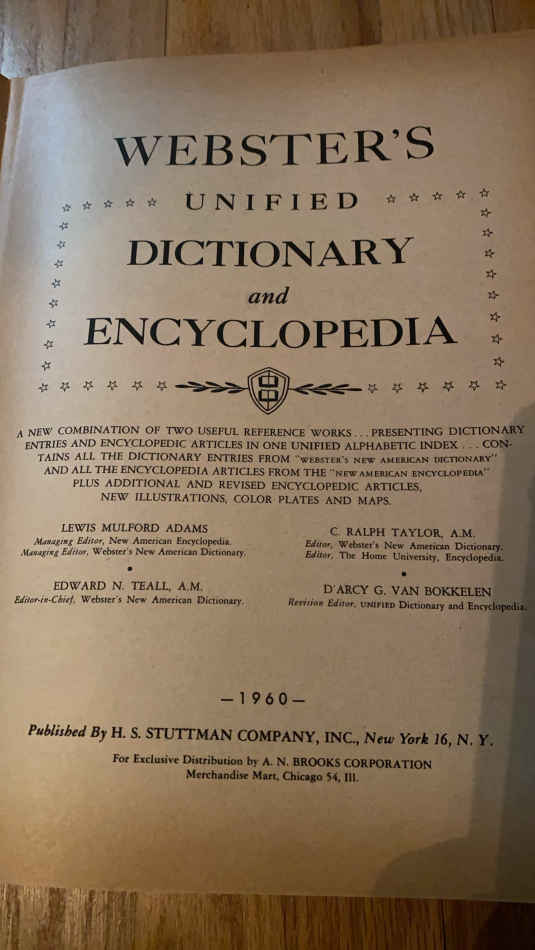 WEBSTER'S
UNIFIED
DICTIONARY
and
ENCYCLOPEDIA
A NEW COMBINATION OF TWO USEFUL REFERENCE WORKS... PRESENTING DICTIONARY
ENTRIES AND ENCYCLOPEDIC ARTICLES IN ONE UNIFIED ALPHABETIC INDEX... CON-
TAINS ALL THE DICTIONARY ENTRIES FROM "WEBSTER'S NEW AMERICAN DICTIONARY"
AND ALL THE ENCYCLOPEDIA ARTICLES FROM THE "NEW AMERICAN ENCYCLOPEDIA"
PLUS ADDITIONAL AND REVISED ENCYCLOPEDIC ARTICLES,
NEW ILLUSTRATIONS, COLOR PLATES AND MAPS.
LEWIS MULFORD ADAMS
Managing Editor, New American Encyclopedia.
Managing Editor, Webster's New American Dictionary.
EDWARD N. TEALL, A.M.
Editor-in-Chief, Webster's New American Dictionary.
C. RALPH TAYLOR, A.M.
Editor, Webster's New American Dictionary.
Editor, The Home University, Encyclopedia.
D'ARCY G. VAN BOKKELEN
Revision Editor, UNIFIED Dictionary and Encyclopedia.
—1960—
Published By H. S. STUTTMAN COMPANY, INC., New York 16, N. Y.
For Exclusive Distribution by A. N. BROOKS CORPORATION
Merchandise Mart, Chicago 54, Ill.